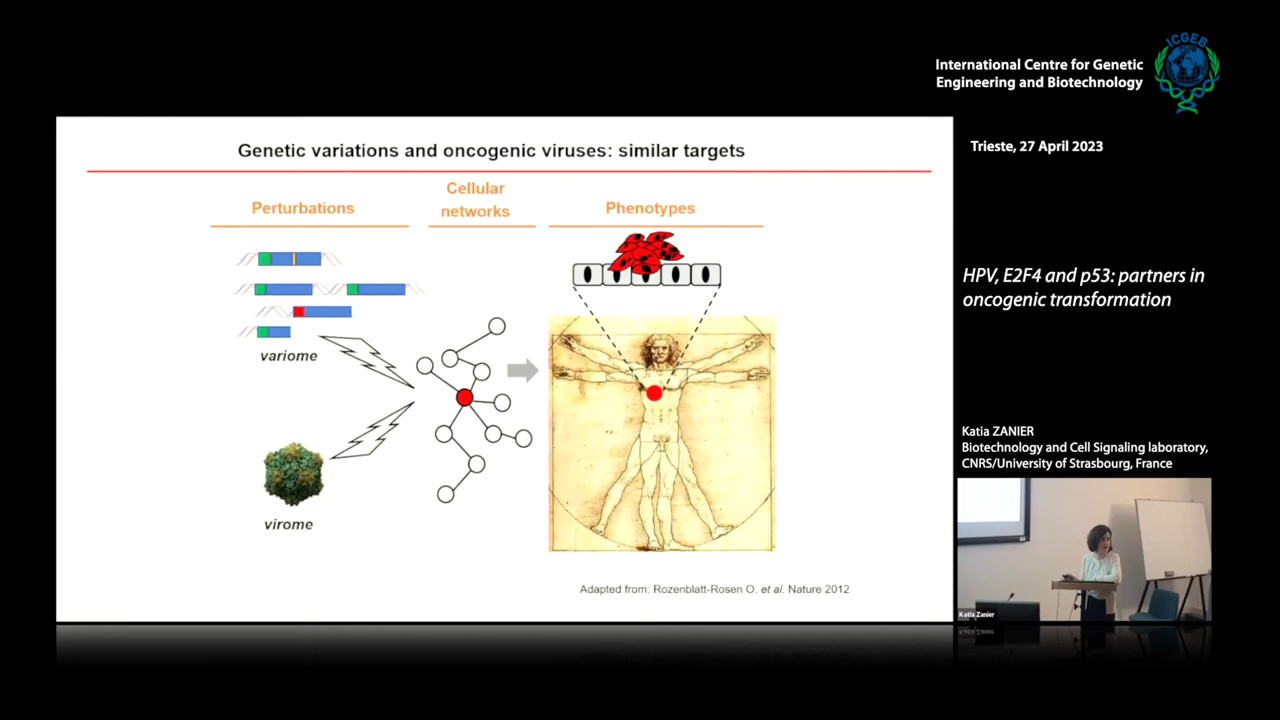 International Centre for Genetic
Engineering and Biotechnology
ICGEB
Trieste, 27 April 2023
Genetic variations and oncogenic viruses: similar targets
Perturbations
Cellular
networks
Phenotypes
variome
virome
Adapted from: Rozenblatt-Rosen O. et al. Nature 2012
HPV, E2F4 and p53: partners in
oncogenic transformation
Katia ZANIER
Biotechnology and Cell Signaling laboratory,
CNRS/University of Strasbourg, France
Katia Zanier